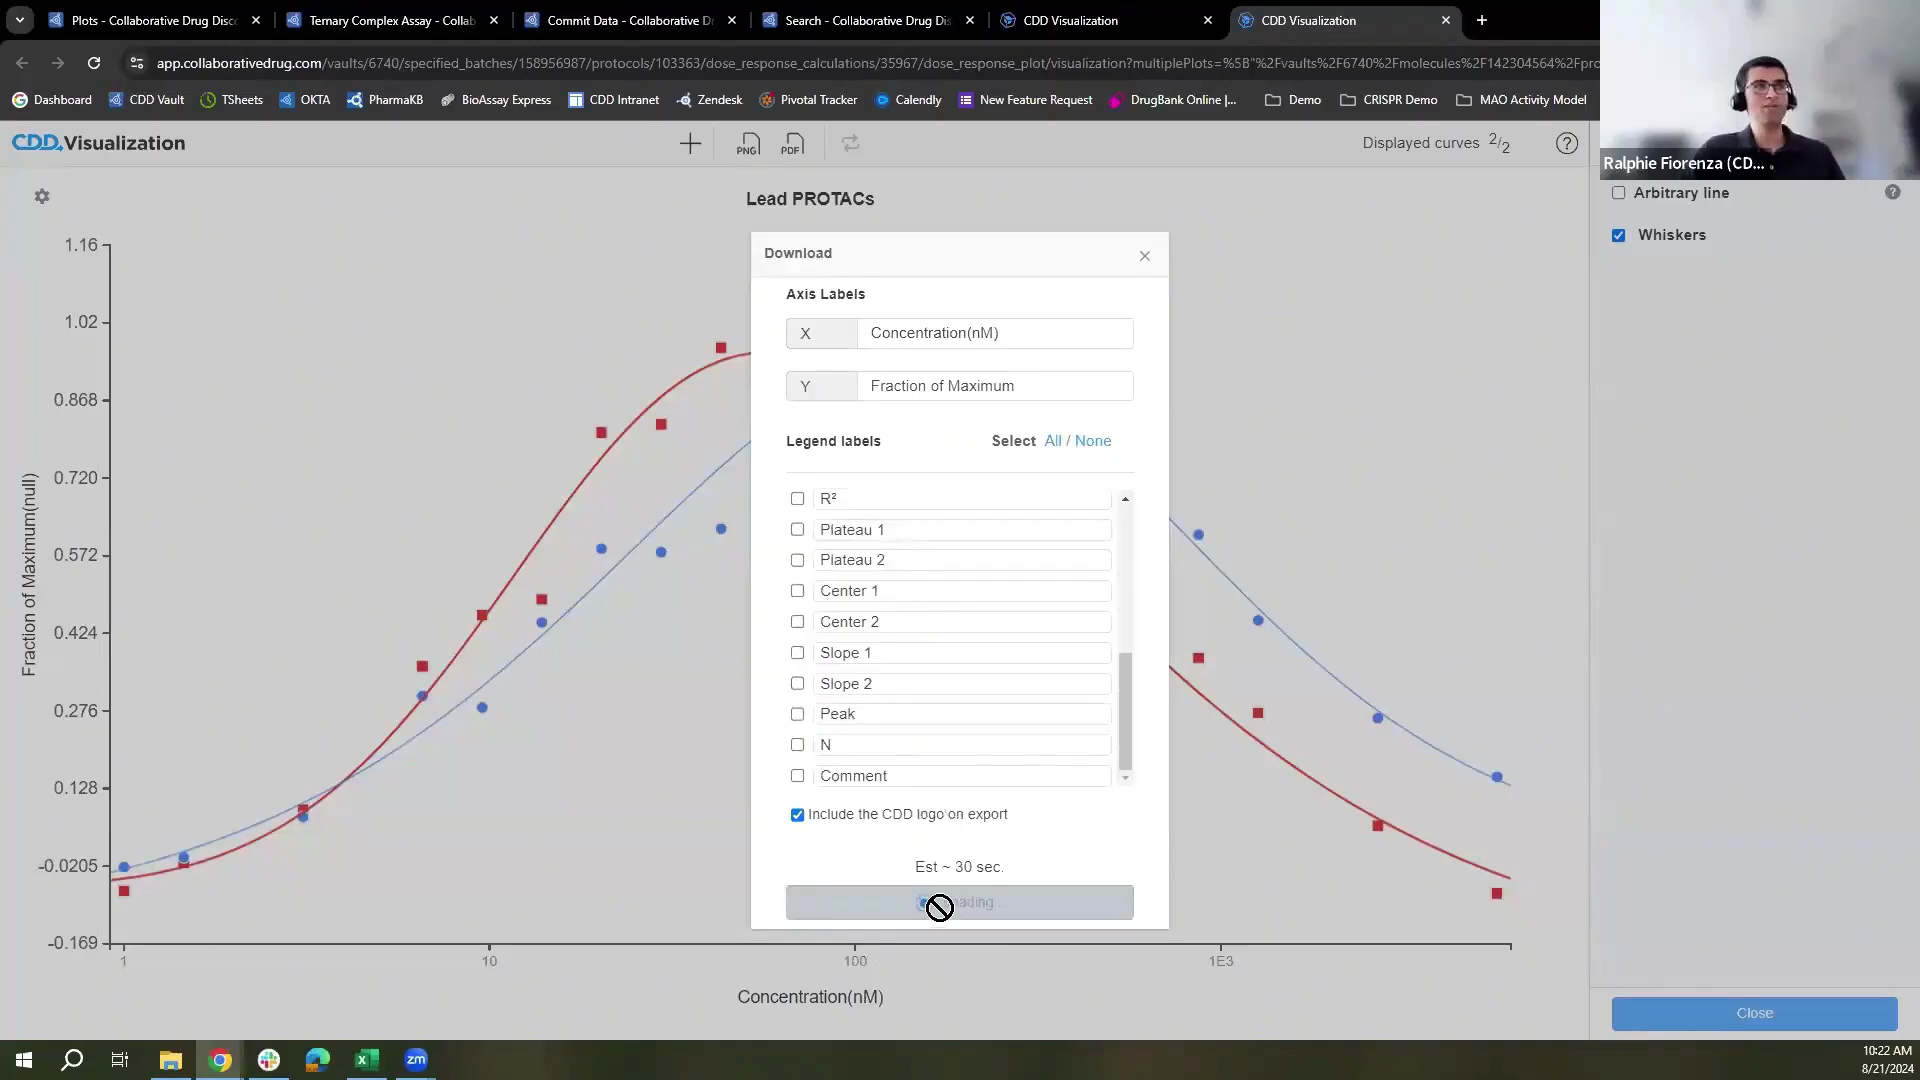 Plots - Collaborative Drug Disc
Ternary Complex Assay - Collab
Commit Data - Collaborative Dr
Search - Collaborative Drug Dis
CDD Visualization
CDD Visualization
app.collaborativedrug.com/vaults/6740/specified_batches/158956987/protocols/103363/dose_response_calculations/35967/dose_response_plot/visualization?multiplePlots=%5B"%2Fvaults%2F6740%2Fmolecules%2F142304564%2Fpro
Dashboard
CDD Vault
TSheets
OKTA
PharmaKB
BioAssay Express
CDD Intranet
Zendesk
Pivotal Tracker
Calendly
New Feature Request
DrugBank Online |...
Demo
CRISPR Demo
MAO Activity Model
Ralphie Fiorenza (CD...
CDD Visualization
PNG
PDF
Displayed curves 2/2
Arbitrary line
Whiskers
Lead PROTACs
Download
Axis Labels
X Concentration(nM)
Y Fraction of Maximum
Legend labels Select All / None
R²
Plateau 1
Plateau 2
Center 1
Center 2
Slope 1
Slope 2
Peak
N
Comment
Include the CDD logo on export
Est ~ 30 sec.
Fraction of Maximum(null)
1.16
1.02
0.868
0.720
0.572
0.424
0.276
0.128
-0.0205
-0.169
1
10
100
1E3
Concentration(nM)
Close
zm
10:22 AM
8/21/2024